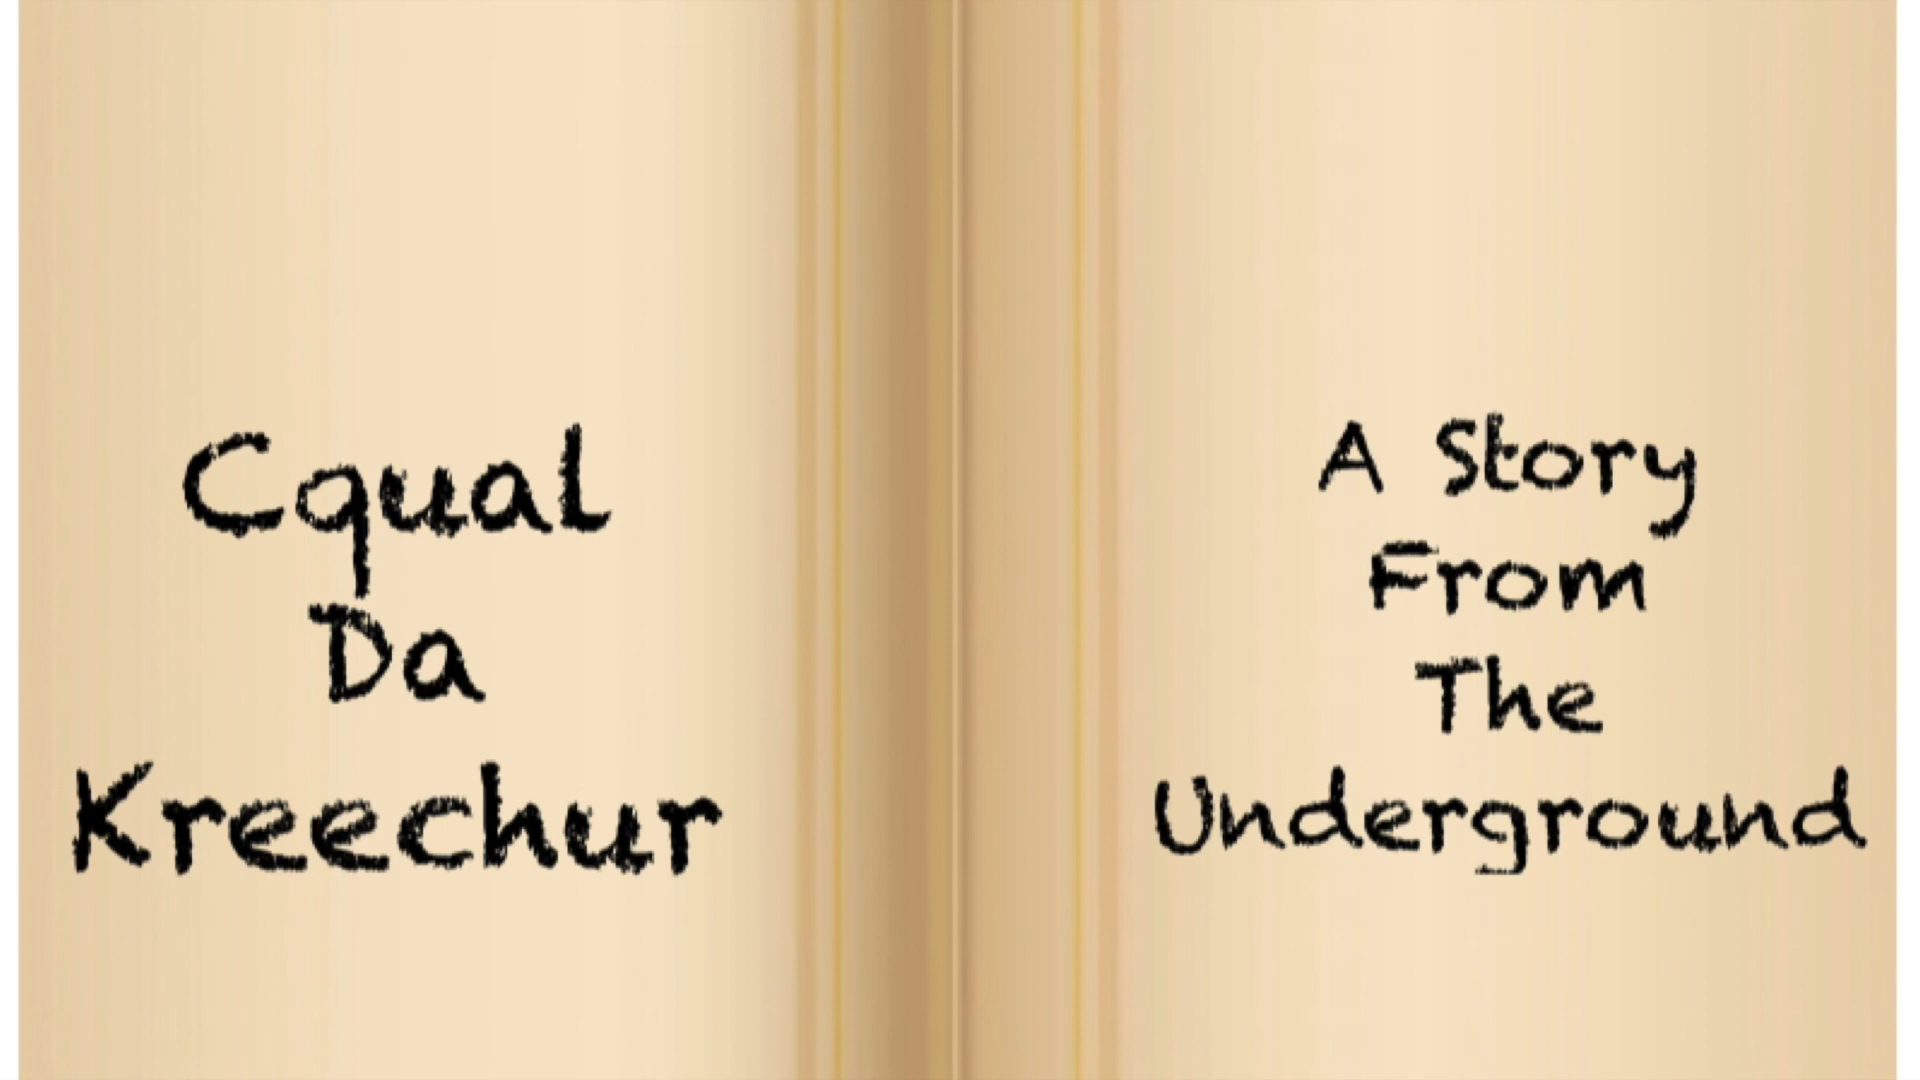 Cqual
Da
Kreechur
A Story
From
The
Underground